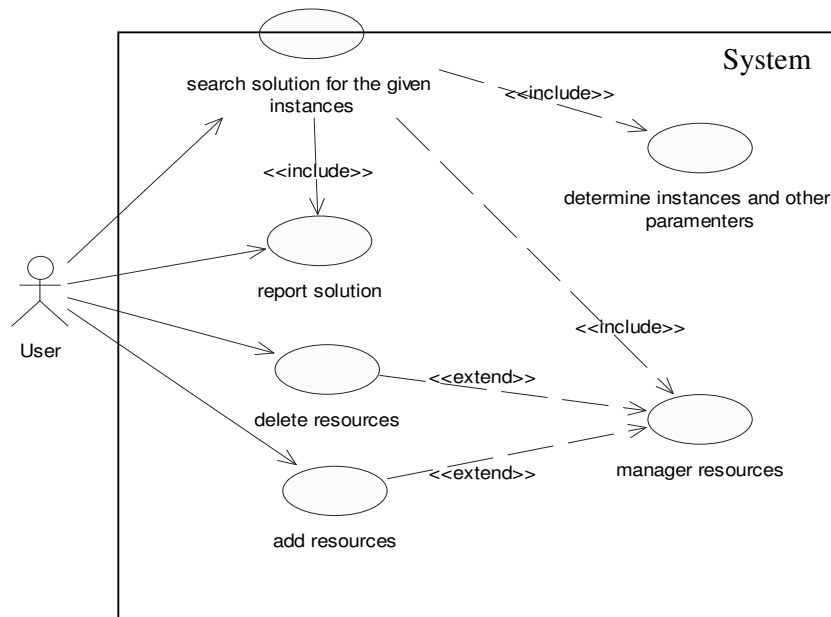 System
search solution for the given
instances
<<include>>
<<include>>
determine instances and other
paramenters
report solution
User
<<include>>
<<extend>>
delete resources
manager resources
<<extend>>
add resources